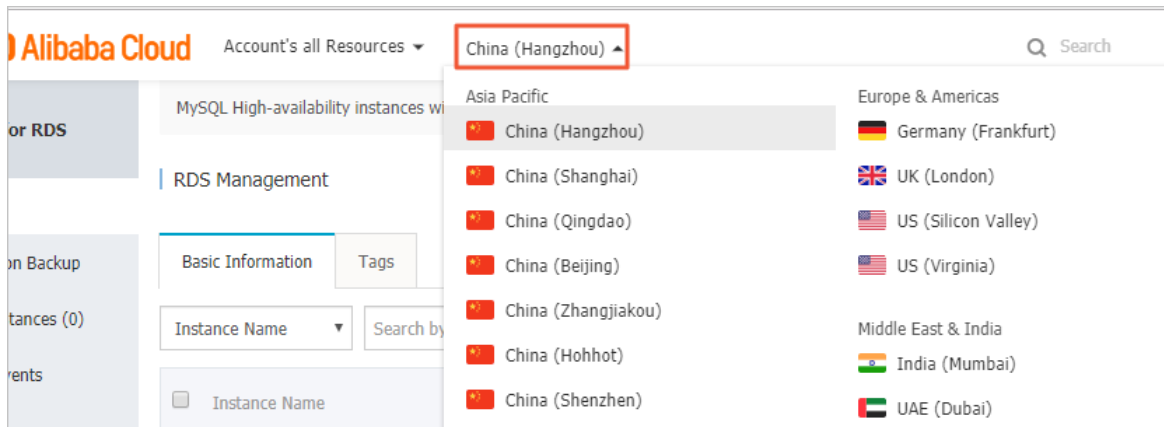 Alibaba Cloud
Account's all Resources
China (Hangzhou)
Search
or RDS
on Backup
tances (0)
vents
MySQL High-availability instances wi
RDS Management
Basic Information
Tags
Instance Name
Search by
Instance Name
Asia Pacific
China (Hangzhou)
China (Shanghai)
China (Qingdao)
China (Beijing)
China (Zhangjiakou)
China (Hohhot)
China (Shenzhen)
Europe & Americas
Germany (Frankfurt)
UK (London)
US (Silicon Valley)
US (Virginia)
Middle East & India
India (Mumbai)
UAE (Dubai)